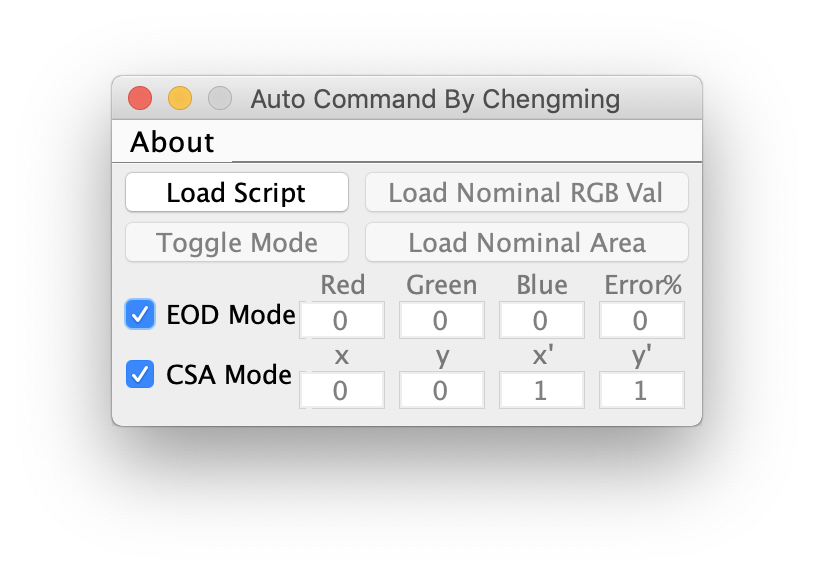 Auto Command By Chengming
About
Load Script Load Nominal RGB Val
Toggle Mode Load Nominal Area
Red Green Blue Error%
EOD Mode 0 0 0 0
x y x' y'
CSA Mode 0 0 1 1